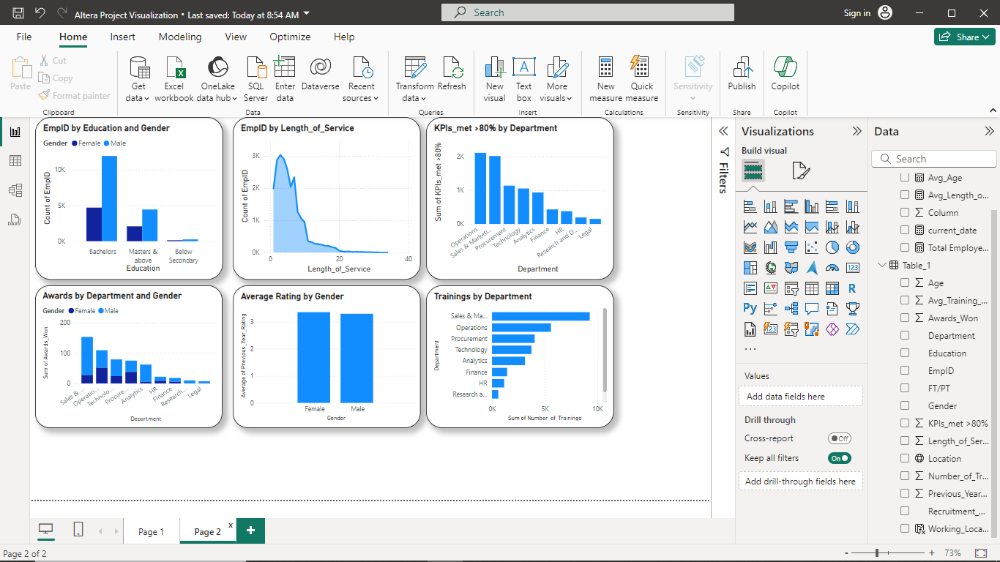 Altera Project Visualization • Last saved: Today at 8:54 AM
Search
Sign in
File Home Insert Modeling View Optimize Help
Share
Paste
Cut
Copy
Format painter
Clipboard
Get data
Excel workbook
OneLake data hub
SQL Server
Enter data
Dataverse
Recent sources
Data
Transform data
Refresh
Queries
New visual
Text box
A
More visuals
Insert
New measure
Quick measure
Calculations
Sensitivity
Sensitivity
Publish
Share
Copilot
Copilot
DAX
EmpID by Education and Gender
Gender Female Male
Count of EmpID
10K
5K
0K
Bachelors
Masters & above
Below Secondary
Education
EmpID by Length_of_Service
Count of EmpID
3K
2K
1K
0K
0 20 40
Length_of_Service
KPIs_met >80% by Department
Sum of KPIs_met >80%
2K
1K
0K
Operations
Sales & Marketi...
Procurement
Technology
Analytics
Finance
HR
Research and D...
Legal
Department
Awards by Department and Gender
Gender Female Male
Sum of Awards_Won
200
100
0
Sales & ...
Operatio...
Technolo...
Procure...
Analytics
HR
Finance
Research...
Legal
Department
Average Rating by Gender
Average of Previous_Year_Rating
3
2
1
0
Female Male
Gender
Trainings by Department
Department
Sales & Ma...
Operations
Procurement
Technology
Analytics
Finance
HR
Research a...
0K 5K 10K
Sum of Number_of_Trainings
Filters
Visualizations
Build visual
123
R
Py
123
...
Values
Add data fields here
Drill through
Cross-report
Off
Keep all filters
On
Add drill-through fields here
Data
Search
Avg_Age
Avg_Length_o...
Column
current_date
Total Employe...
Table_1
Age
Avg_Training_...
Awards_Won
Department
Education
EmpID
FT/PT
Gender
KPIs_met >80%
Length_of_Ser...
Location
Number_of_Tr...
Previous_Year...
Recruitment_...
Working_Loca...
Page 1
Page 2
x
+
Page 2 of 2
- + 73%